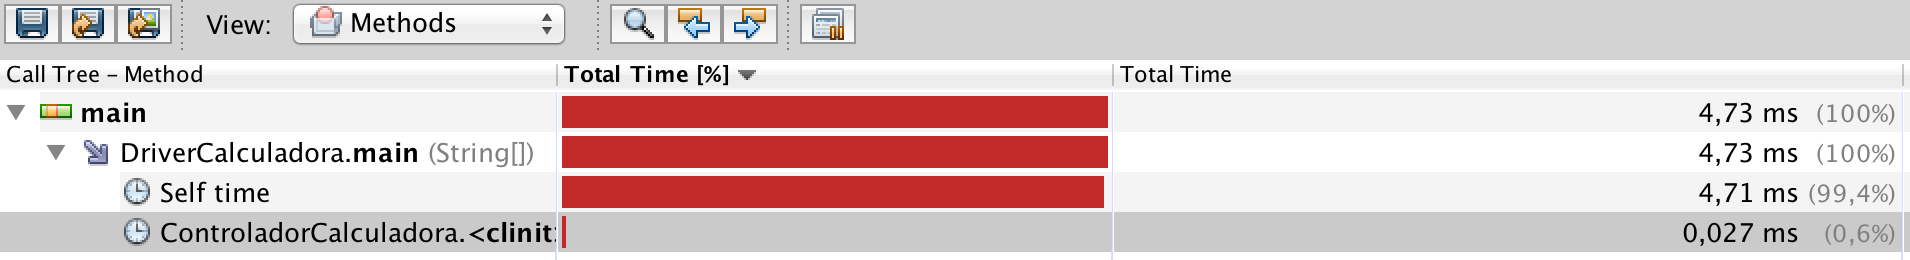 View: Methods
Call Tree – Method Total Time [%] Total Time
main 4,73 ms (100%)
DriverCalculadora.main (String[]) 4,73 ms (100%)
Self time 4,71 ms (99,4%)
ControladorCalculadora.<clinit 0,027 ms (0,6%)